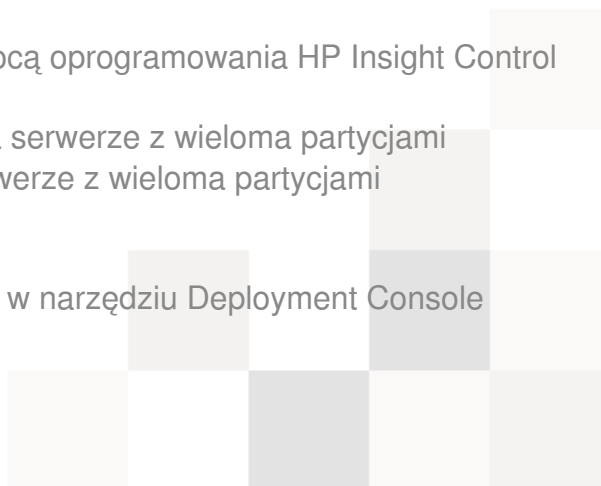 ocą oprogramowania HP Insight Control
serwerze z wieloma partycjami
werze z wieloma partycjami
w narzędziu Deployment Console